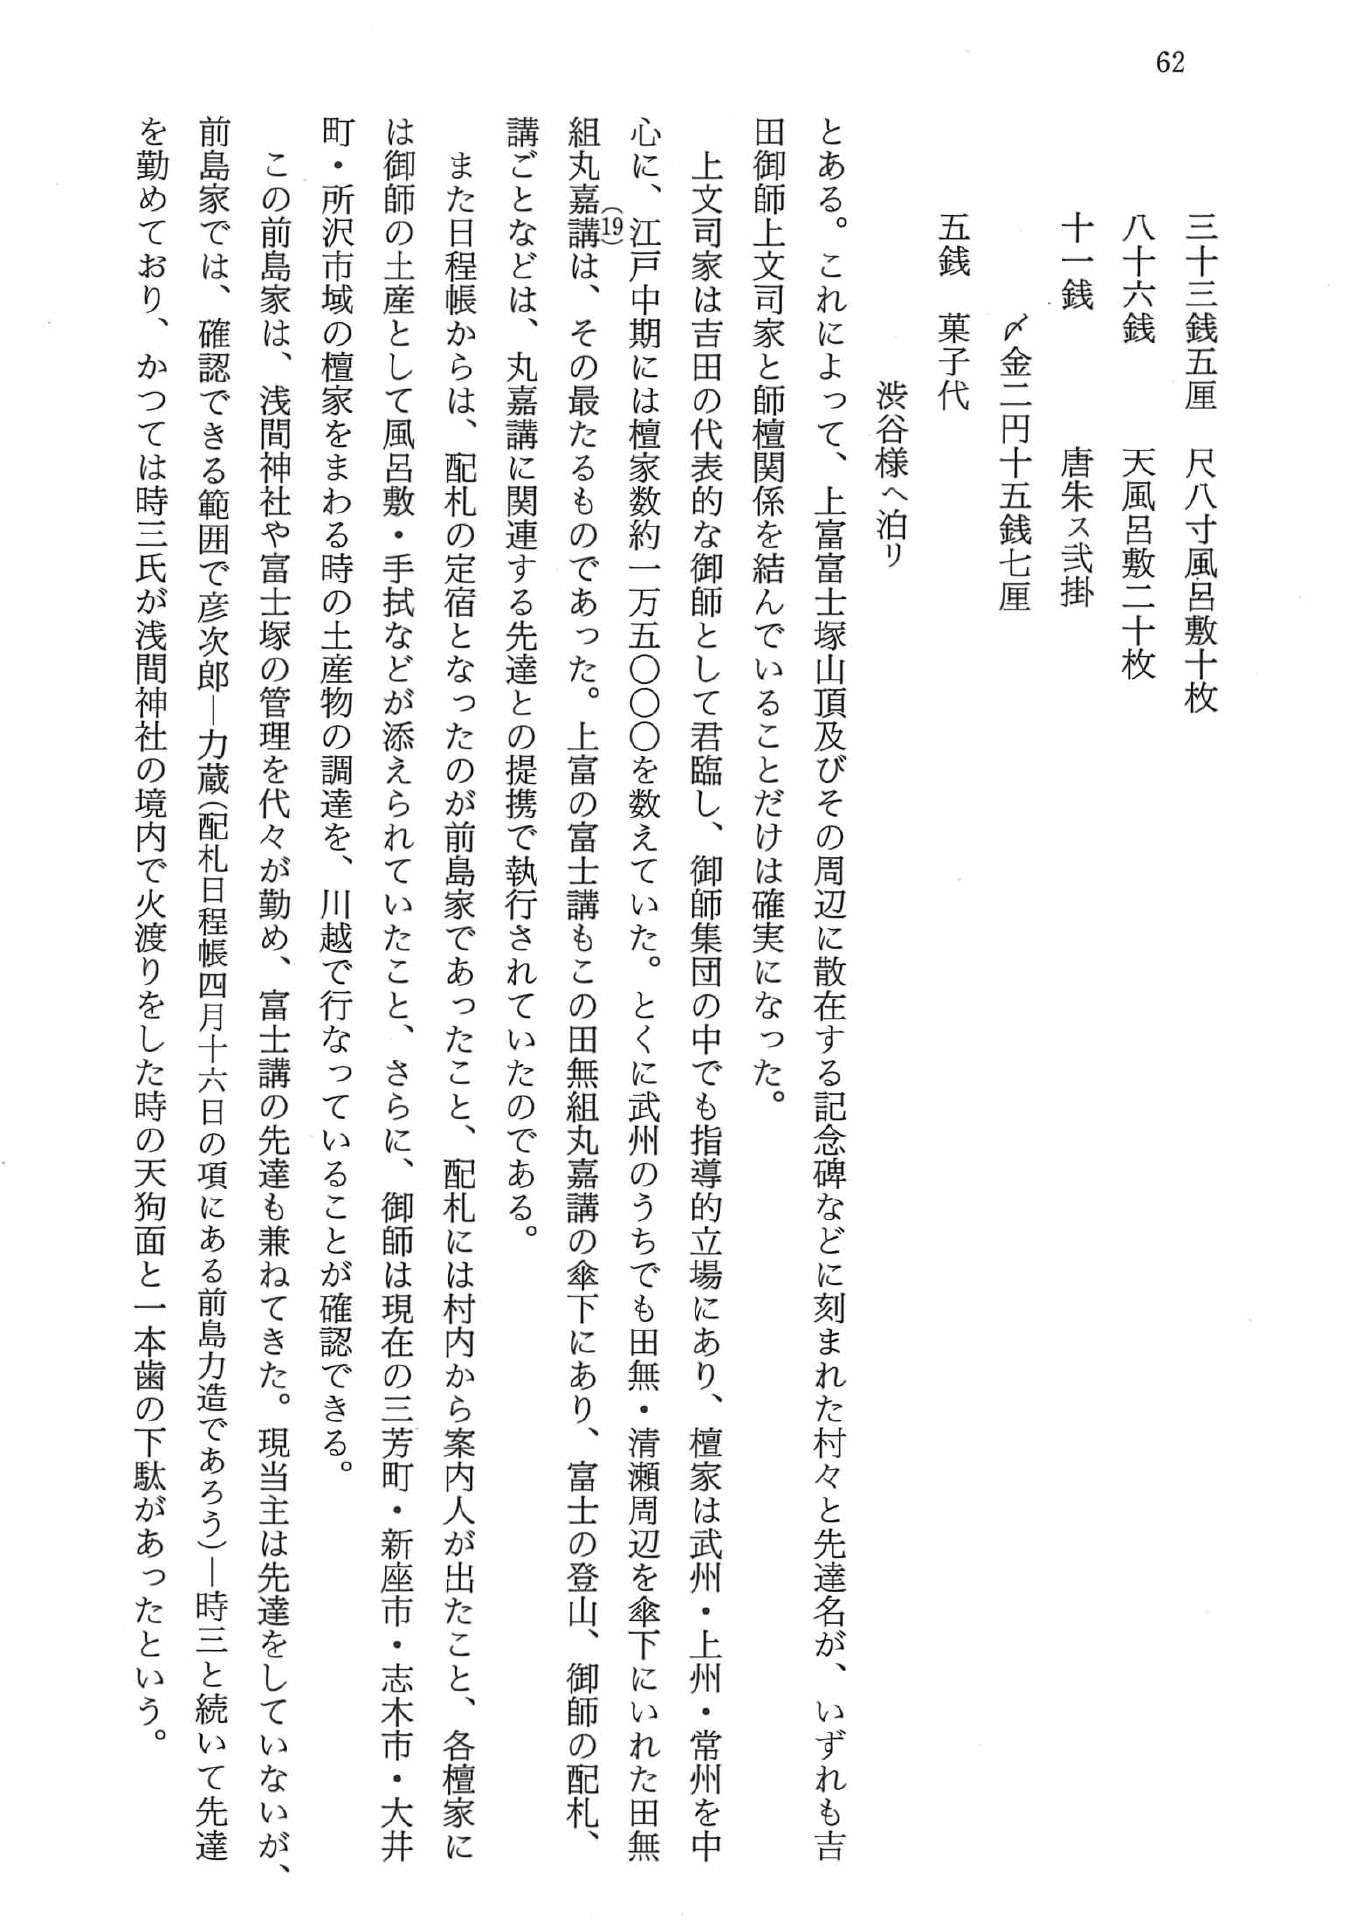 62
三十三銭五厘　尺八寸風呂敷十枚
八十六銭　　　天風呂敷二十枚
十一銭　　　　唐朱ス弐掛
〆金二円十五銭七厘
五銭　菓子代
渋谷様へ泊リ
とある。これによって、上富富士塚山頂及びその周辺に散在する記念碑などに刻まれた村々と先達名が、いずれも吉
田御師上文司家と師檀関係を結んでいることだけは確実になった。
　上文司家は吉田の代表的な御師として君臨し、御師集団の中でも指導的立場にあり、檀家は武州・上州・常州を中
心に、江戸中期には檀家数約一万五〇〇〇を数えていた。とくに武州のうちでも田無・清瀬周辺を傘下にいれた田無
組丸嘉講(19)は、その最たるものであった。上富の富士講もこの田無組丸嘉講の傘下にあり、富士の登山、御師の配札、
講ごとなどは、丸嘉講に関連する先達との提携で執行されていたのである。
　また日程帳からは、配札の定宿となったのが前島家であったこと、配札には村内から案内人が出たこと、各檀家に
は御師の土産として風呂敷・手拭などが添えられていたこと、さらに、御師は現在の三芳町・新座市・志木市・大井
町・所沢市域の檀家をまわる時の土産物の調達を、川越で行なっていることが確認できる。
　この前島家は、浅間神社や富士塚の管理を代々が勤め、富士講の先達も兼ねてきた。現当主は先達をしていないが、
前島家では、確認できる範囲で彦次郎―力蔵（配札日程帳四月十六日の項にある前島力造であろう）―時三と続いて先達
を勤めており、かつては時三氏が浅間神社の境内で火渡りをした時の天狗面と一本歯の下駄があったという。